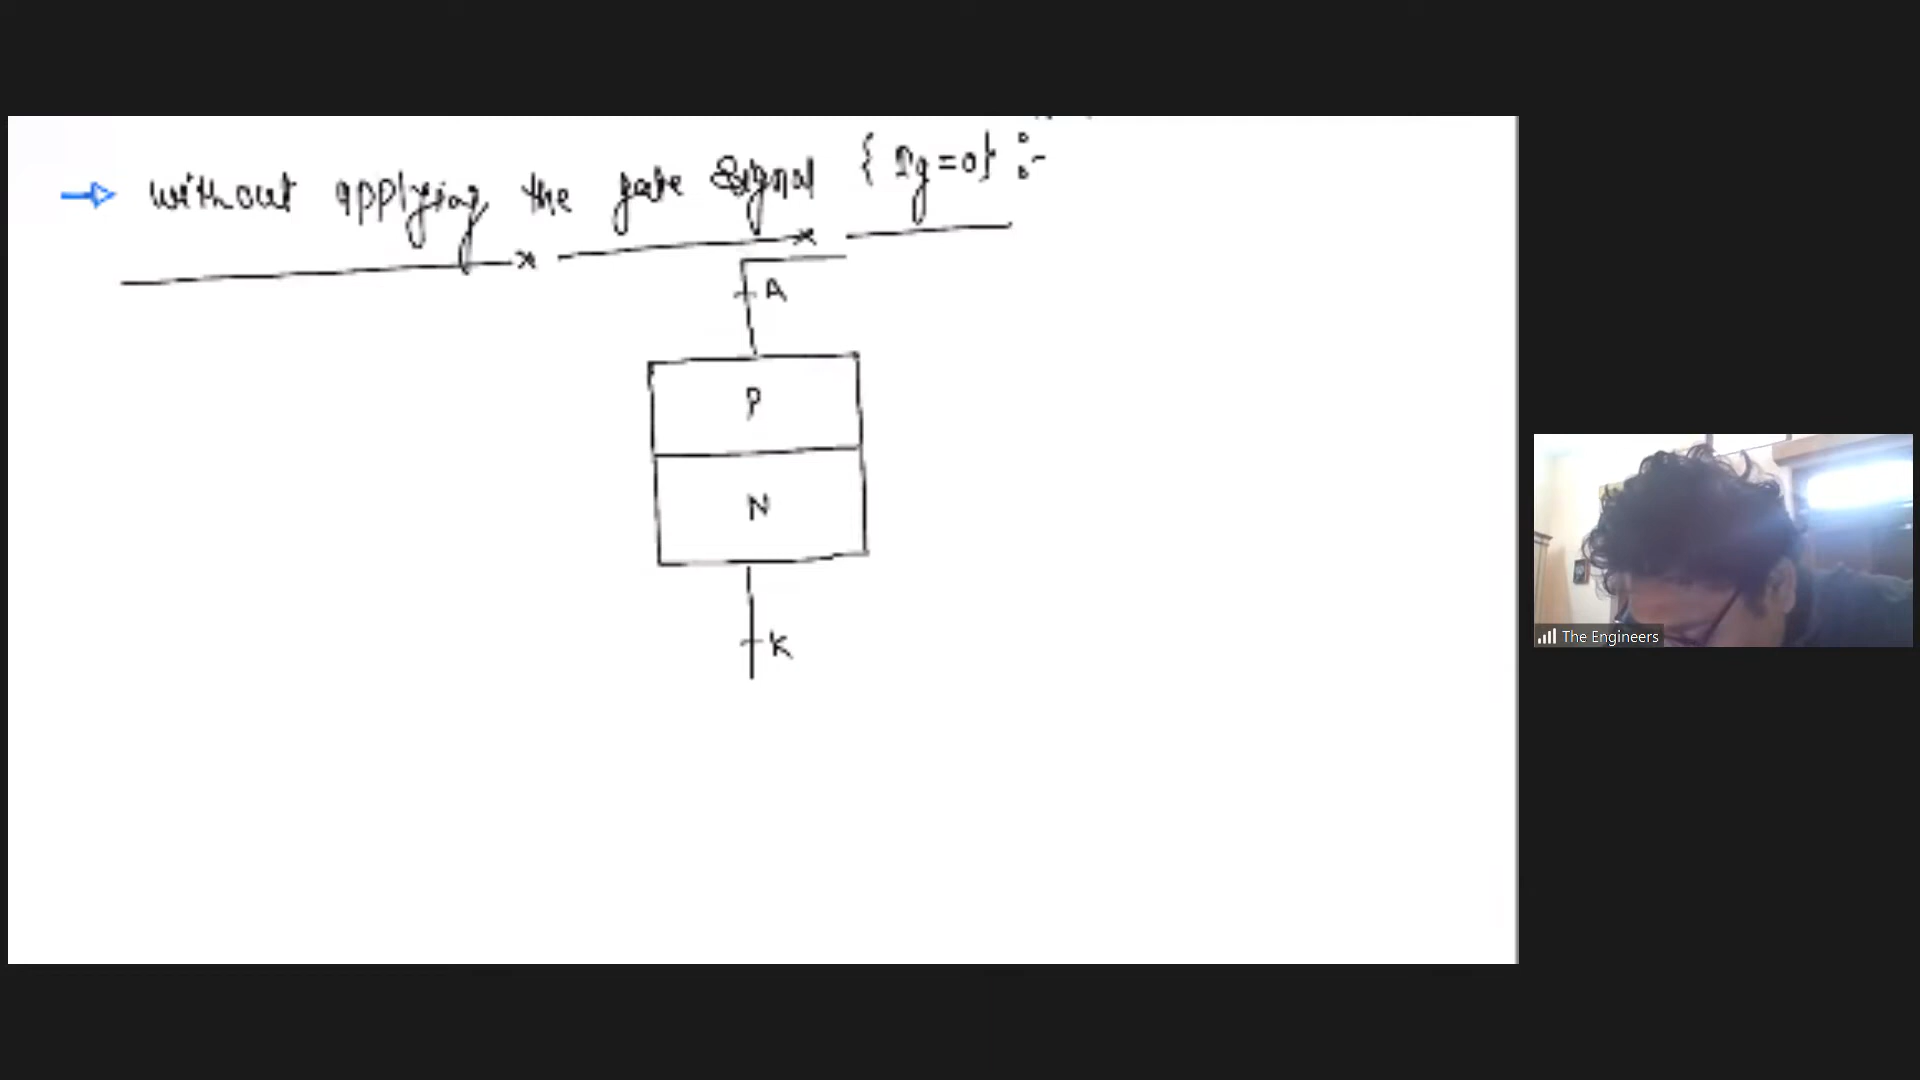 without applying the gate signal { Ig=0} :-
A
P
N
K
The Engineers